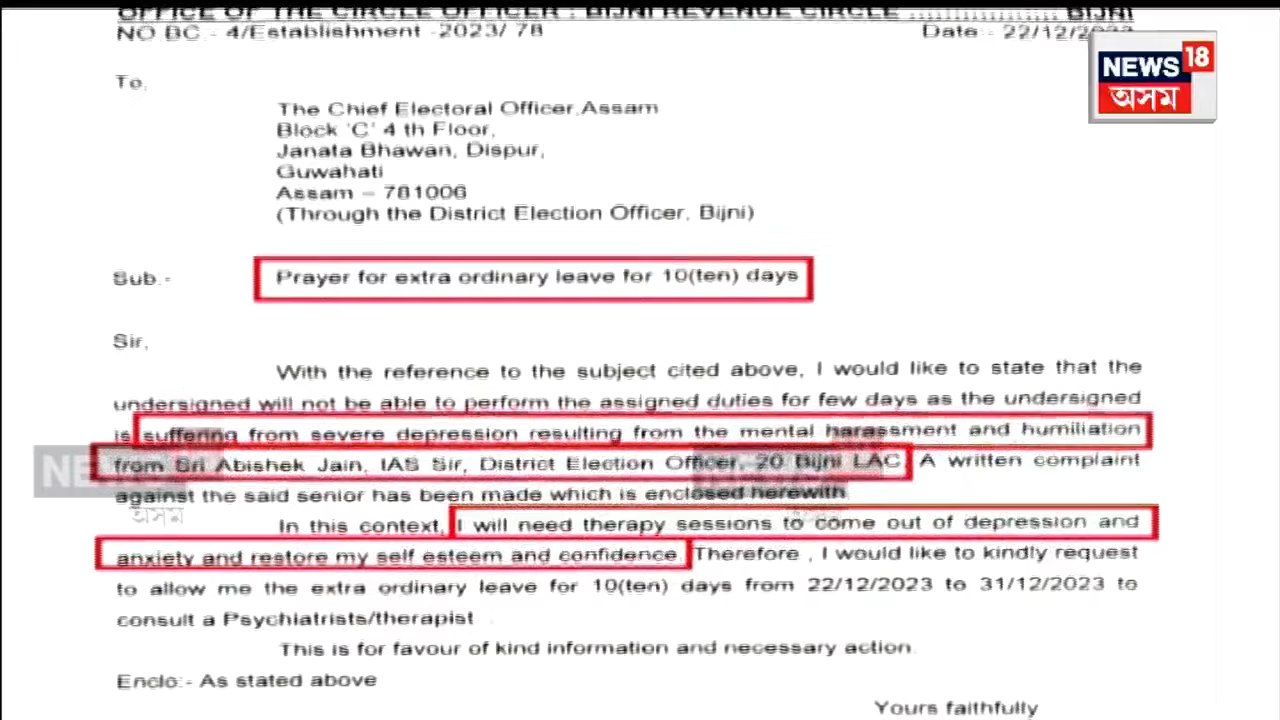 OFFICE OF THE CIRCLE OFFICER : BIJNI REVENUE CIRCLE ................................ BIJNI
NO BC - 4/Establishment -2023/ 78 Date:- 22/12/2023
NEWS 18
অসম
To,
The Chief Electoral Officer,Assam
Block 'C' 4 th Floor,
Janata Bhawan, Dispur,
Guwahati
Assam – 781006
(Through the District Election Officer, Bijni)
Sub.- Prayer for extra ordinary leave for 10(ten) days
Sir,
With the reference to the subject cited above, I would like to state that the
undersigned will not be able to perform the assigned duties for few days as the undersigned
is suffering from severe depression resulting from the mental harassment and humiliation
from Sri Abishek Jain, IAS Sir, District Election Officer, 20 Bijni LAC. A written complaint
against the said senior has been made which is enclosed herewith.
অসম
In this context, I will need therapy sessions to come out of depression and
anxiety and restore my self esteem and confidence. Therefore , I would like to kindly request
to allow me the extra ordinary leave for 10(ten) days from 22/12/2023 to 31/12/2023 to
consult a Psychiatrists/therapist
This is for favour of kind information and necessary action.
Enclo:- As stated above
Yours faithfully